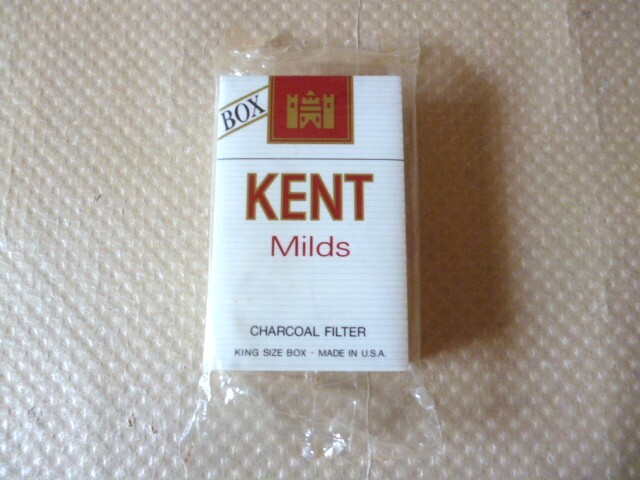 BOX
KENT
Milds
CHARCOAL FILTER
KING SIZE BOX · MADE IN U.S.A.